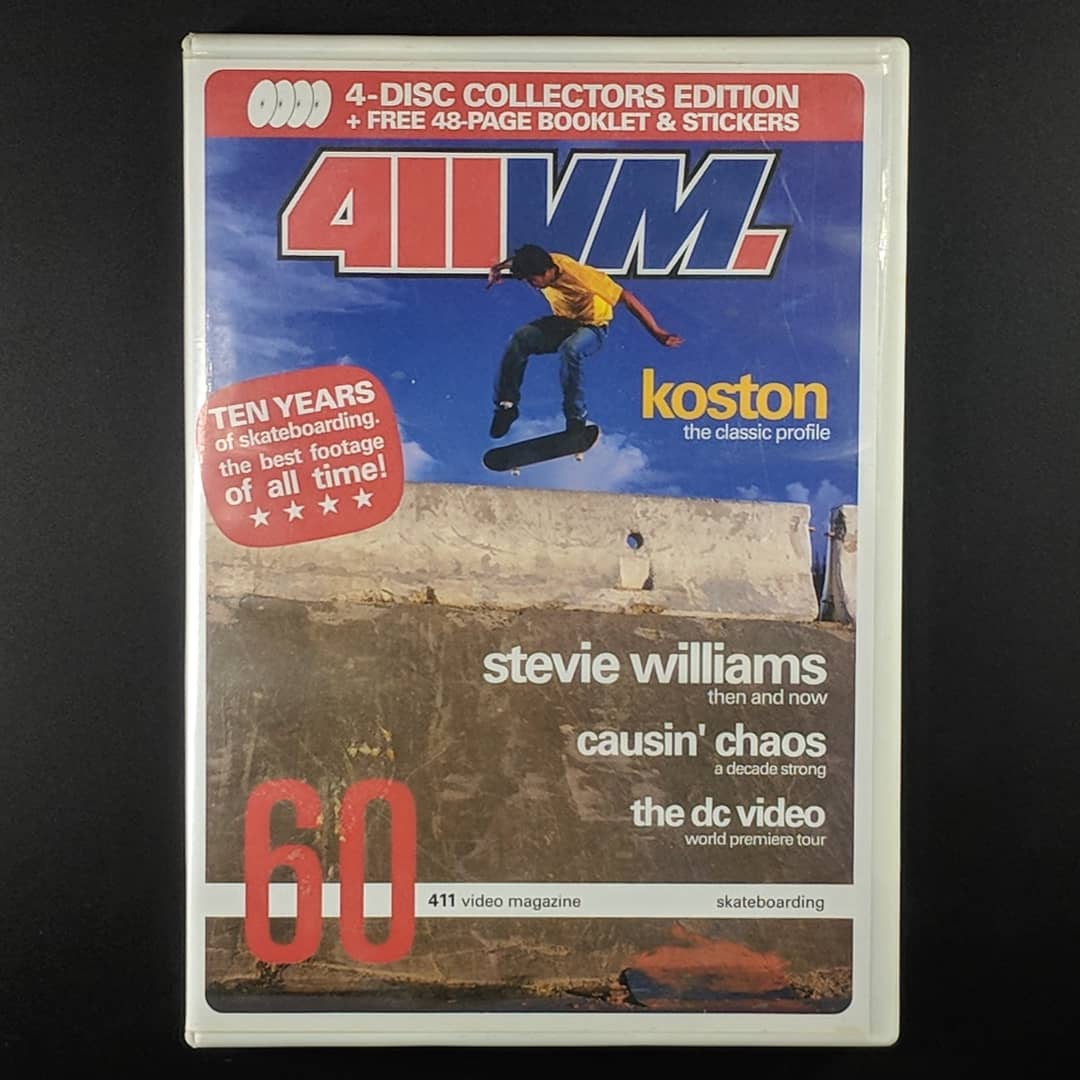 4-DISC COLLECTORS EDITION
+ FREE 48-PAGE BOOKLET & STICKERS
411VM.
koston
the classic profile
TEN YEARS
of skateboarding.
the best footage
of all time!
stevie williams
then and now
causin' chaos
a decade strong
the dc video
world premiere tour
60
411 video magazine
skateboarding